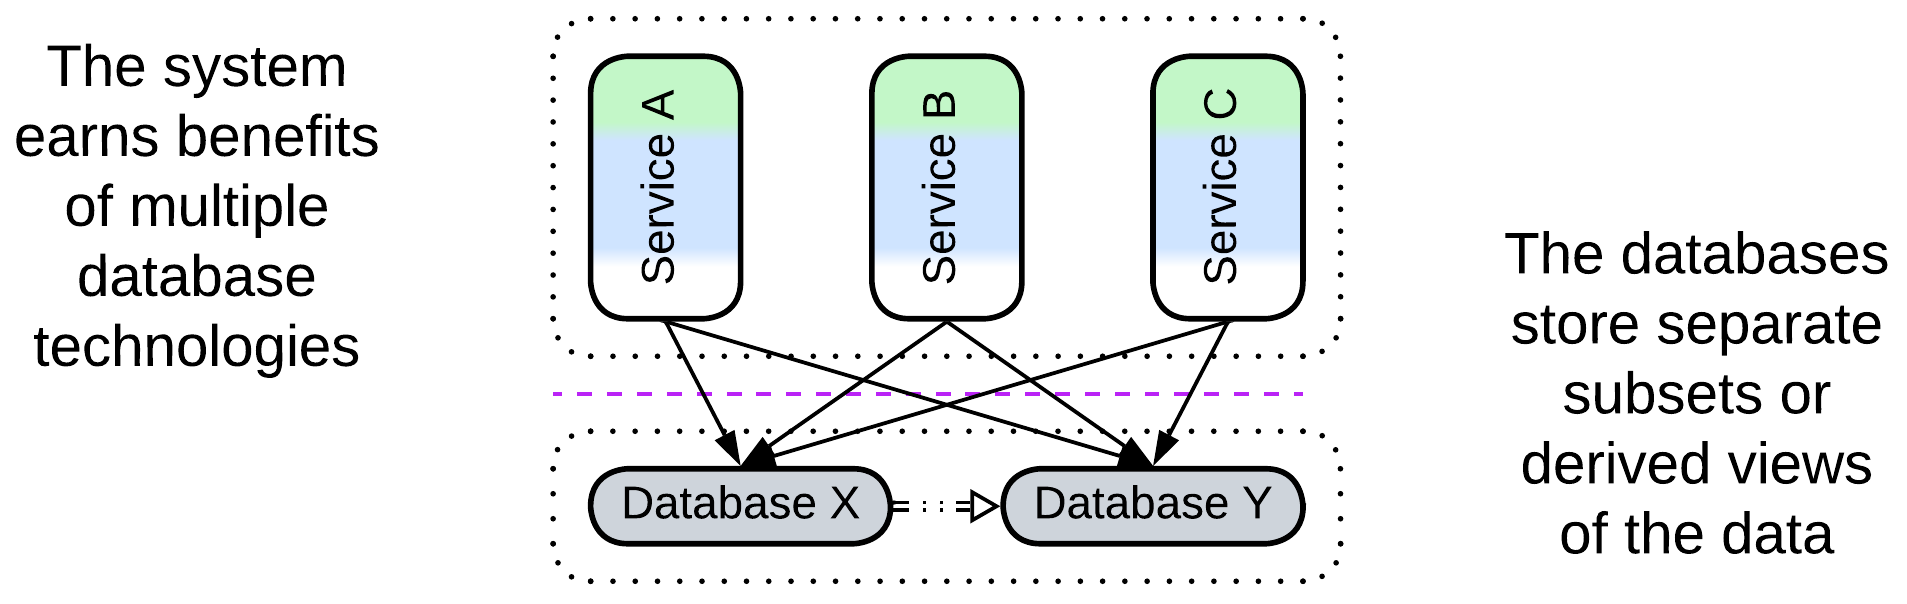 The system
earns benefits
of multiple
database
technologies
Service A
Service B
Service C
Database X
Database Y
The databases
store separate
subsets or
derived views
of the data